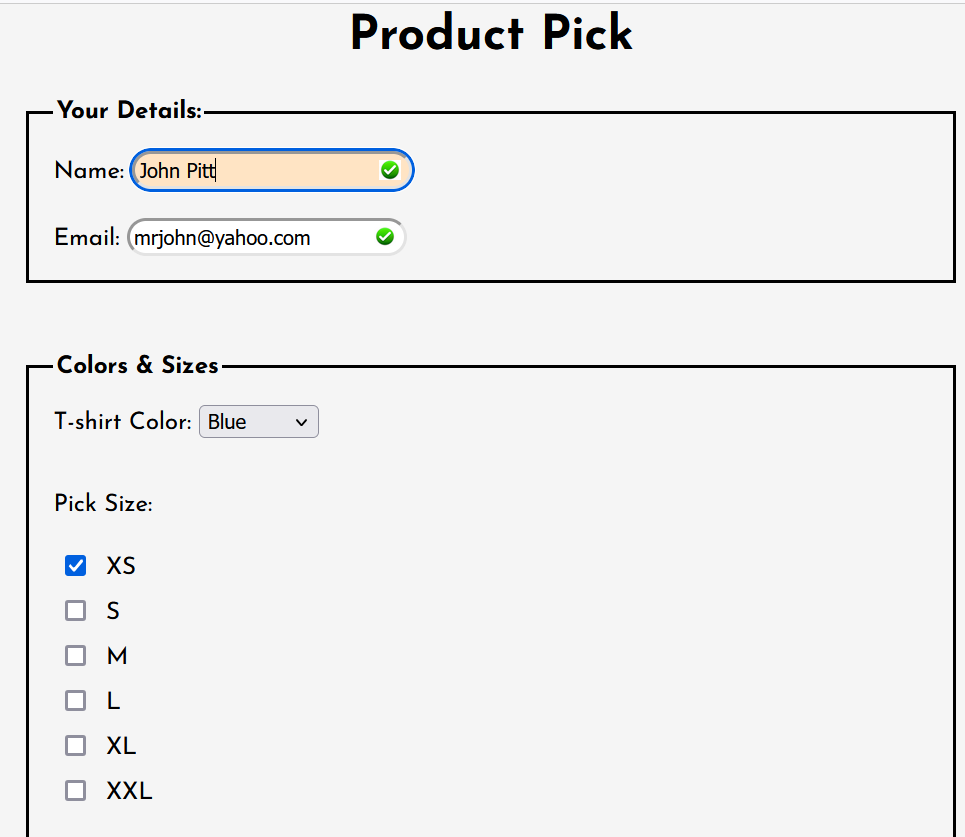 Product Pick
Your Details:
Name: John Pitt
Email: mrjohn@yahoo.com
Colors & Sizes
T-shirt Color: Blue
Pick Size:
XS
S
M
L
XL
XXL